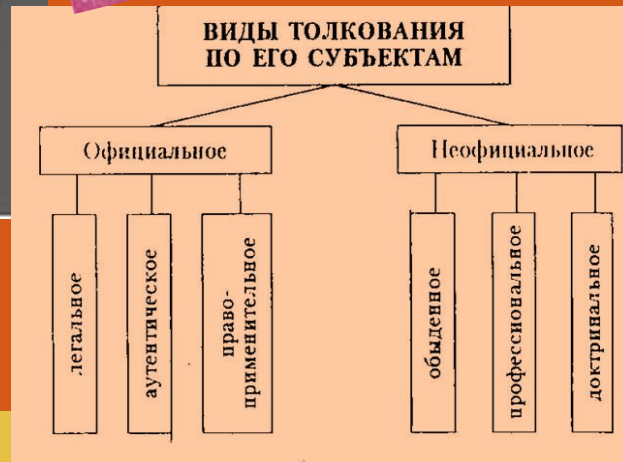 ВИДЫ ТОЛКОВАНИЯ
ПО ЕГО СУБЪЕКТАМ
Официальное
Неофициальное
легальное
аутентическое
право-
применительное
обыденное
профессиональное
доктринальное